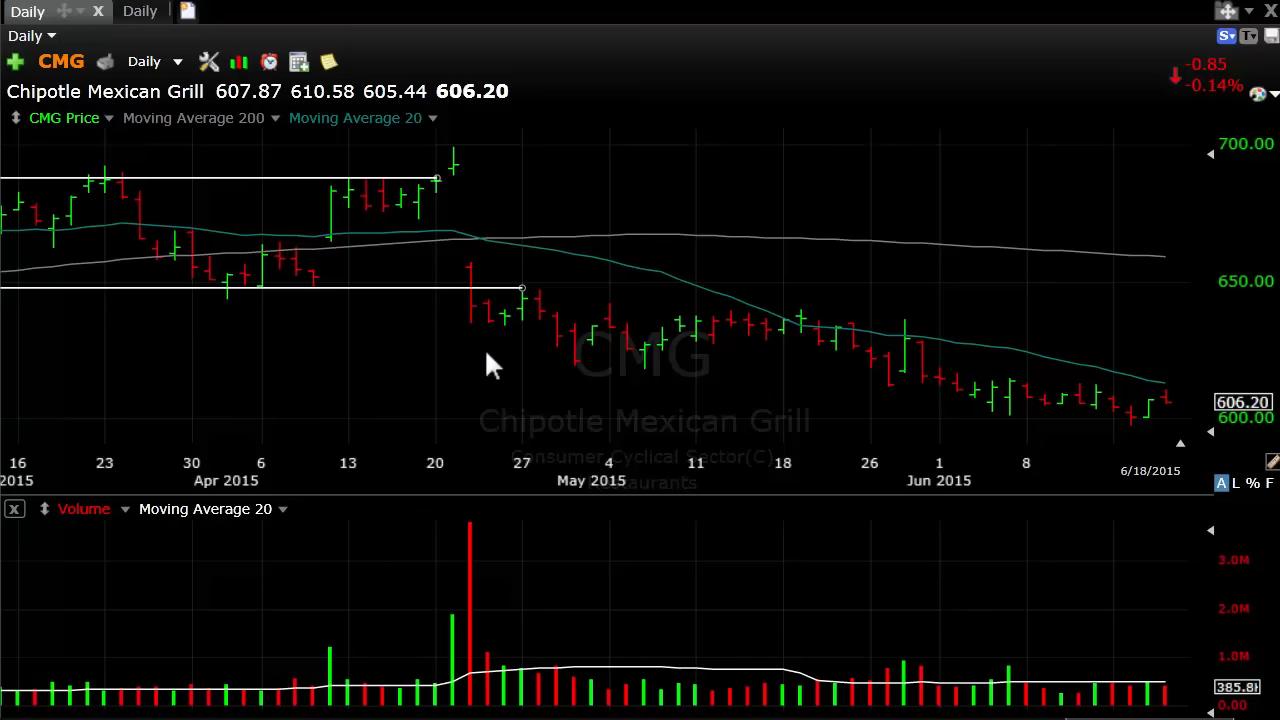 Daily X Daily
Daily
CMG Daily
S T
Chipotle Mexican Grill 607.87 610.58 605.44 606.20
-0.85
-0.14%
CMG Price Moving Average 200 Moving Average 20
700.00
650.00
606.20
600.00
CMG
Chipotle Mexican Grill
Consumer Cyclical Sector(C)
Restaurants
16 23 30 6 13 20 27 4 11 18 26 1 8 6/18/2015
2015 Apr 2015 May 2015 Jun 2015
A L % F
X Volume Moving Average 20
3.0M
2.0M
1.0M
0.00